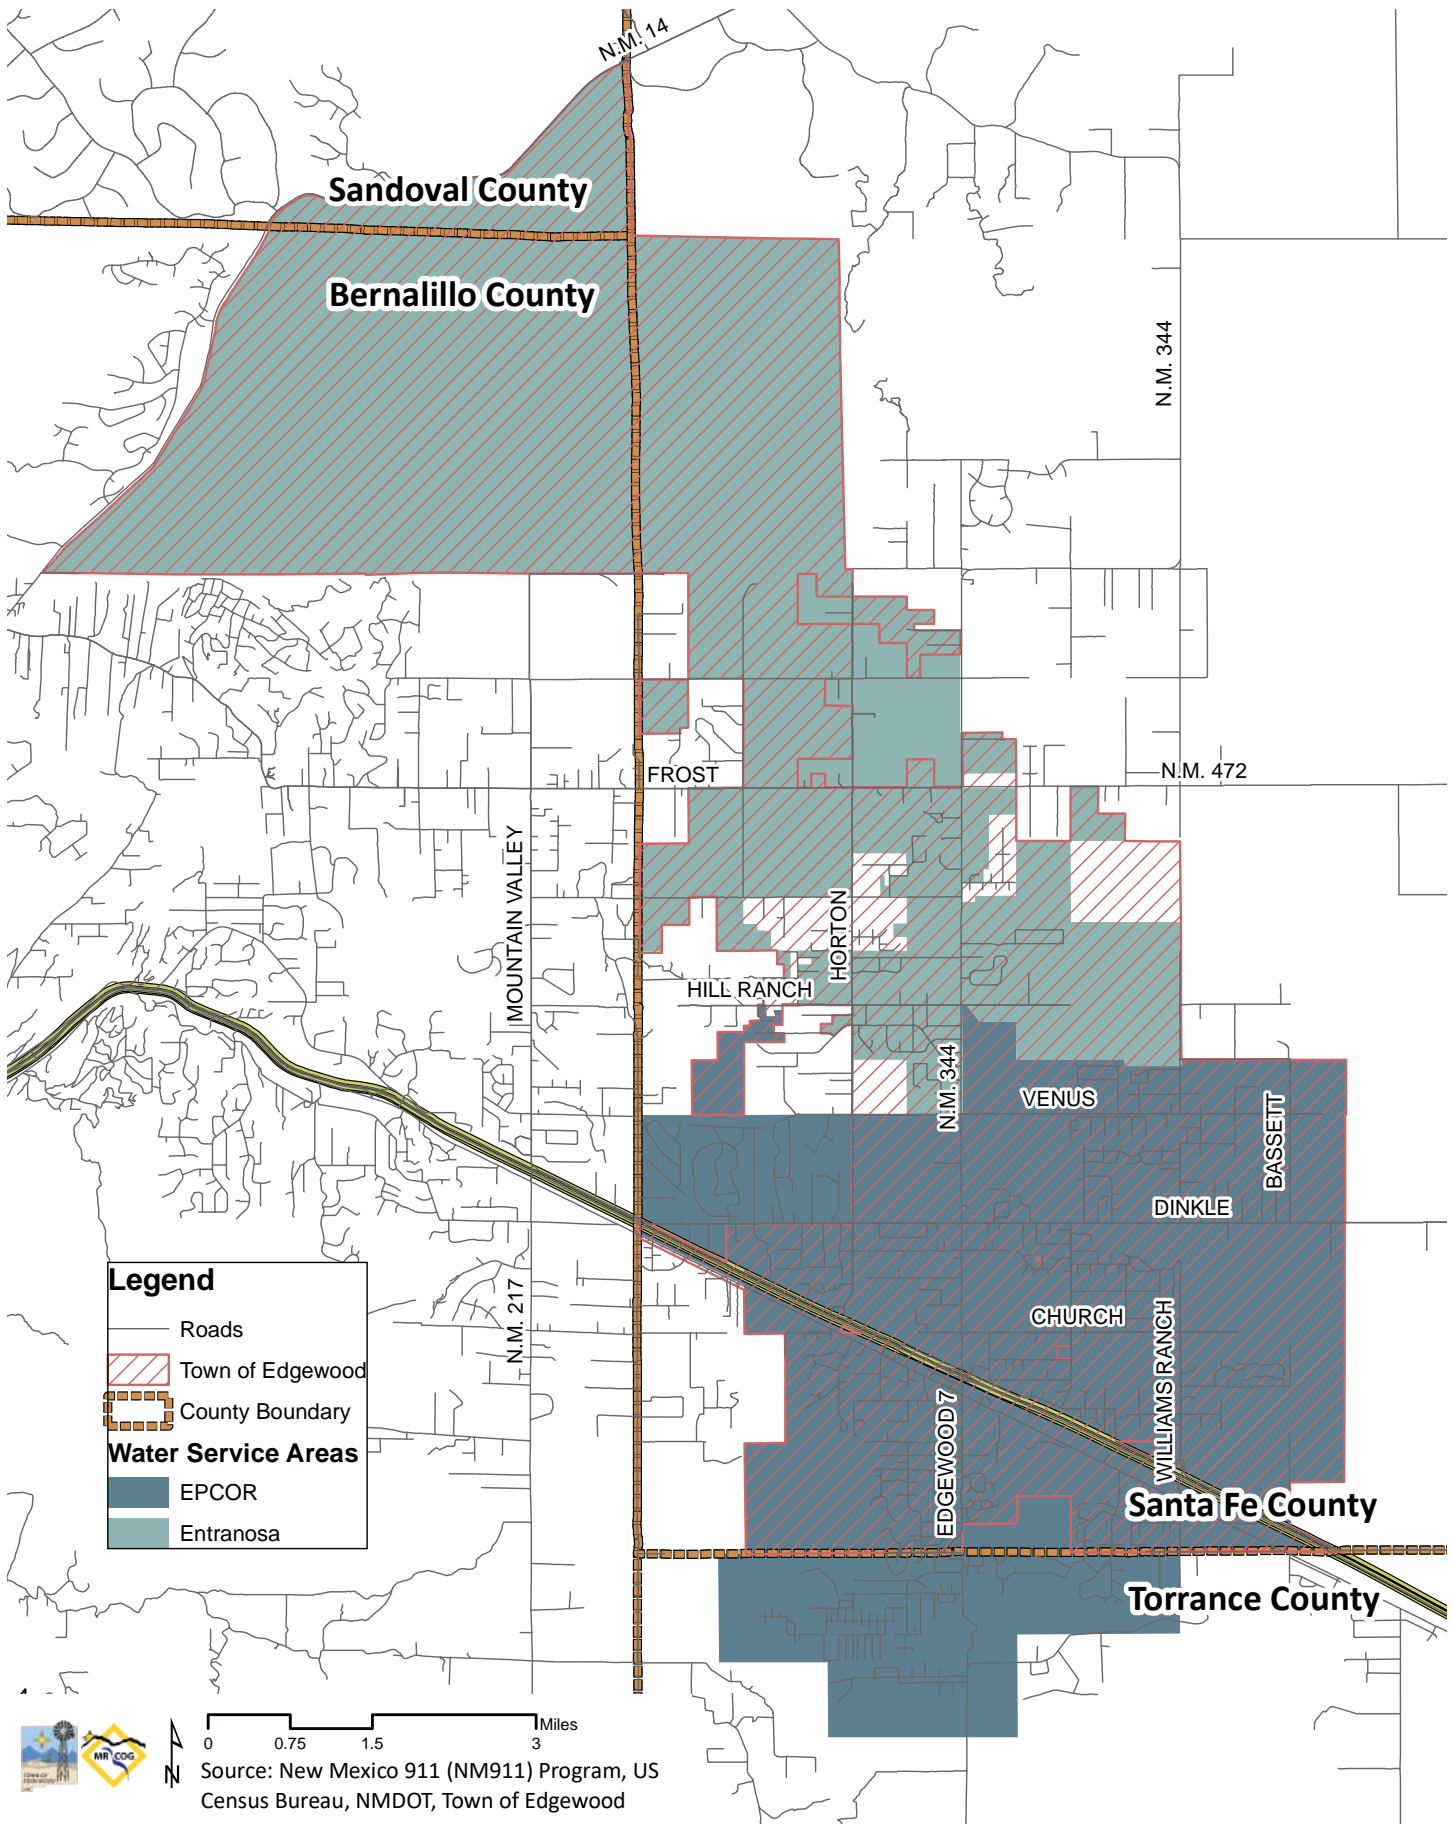 N.M. 14
Sandoval County
Bernalillo County
N.M. 344
FROST
N.M. 472
MOUNTAIN VALLEY
HORTON
HILL RANCH
N.M. 344
VENUS
BASSETT
DINKLE
Legend
Roads
Town of Edgewood
County Boundary
Water Service Areas
EPCOR
Entranosa
N.M. 217
CHURCH
WILLIAMS RANCH
EDGEWOOD 7
Santa Fe County
Torrance County
MR COG
N
0 0.75 1.5 3 Miles
Source: New Mexico 911 (NM911) Program, US
Census Bureau, NMDOT, Town of Edgewood